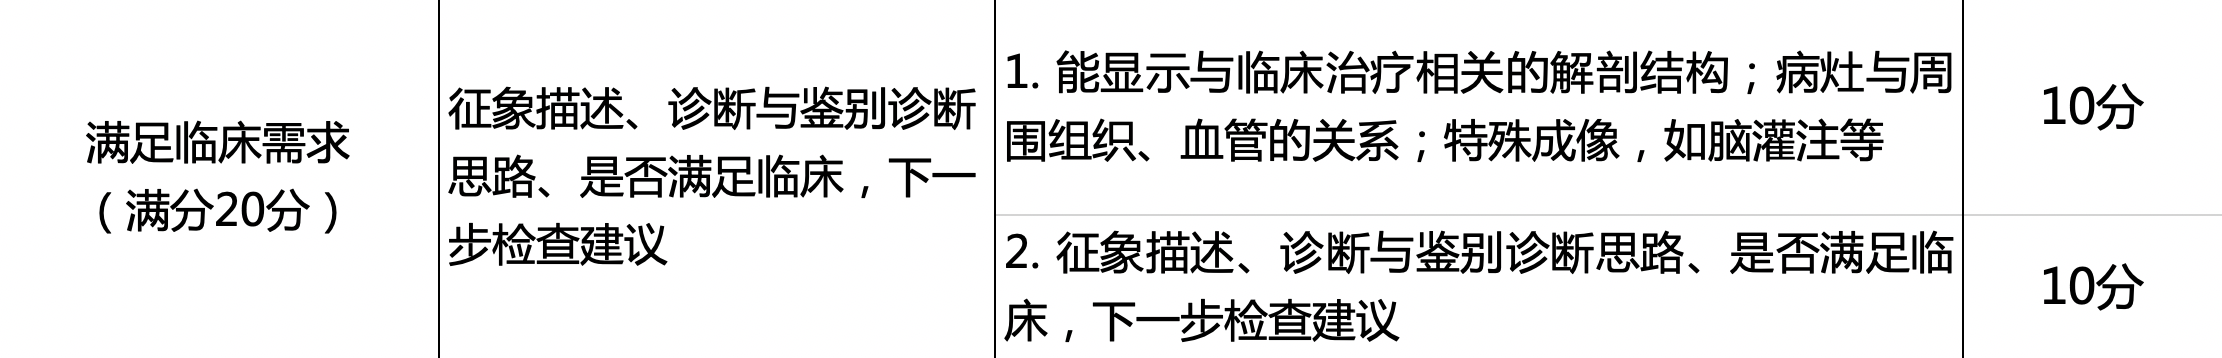 满足临床需求
（满分20分）
征象描述、诊断与鉴别诊断
思路、是否满足临床，下一
步检查建议
1. 能显示与临床治疗相关的解剖结构；病灶与周
围组织、血管的关系；特殊成像，如脑灌注等
10分
2. 征象描述、诊断与鉴别诊断思路、是否满足临
床，下一步检查建议
10分